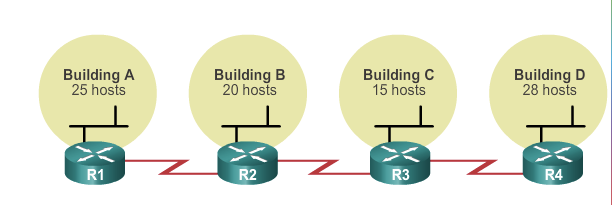 Building A
25 hosts
Building B
20 hosts
Building C
15 hosts
Building D
28 hosts
R1
R2
R3
R4